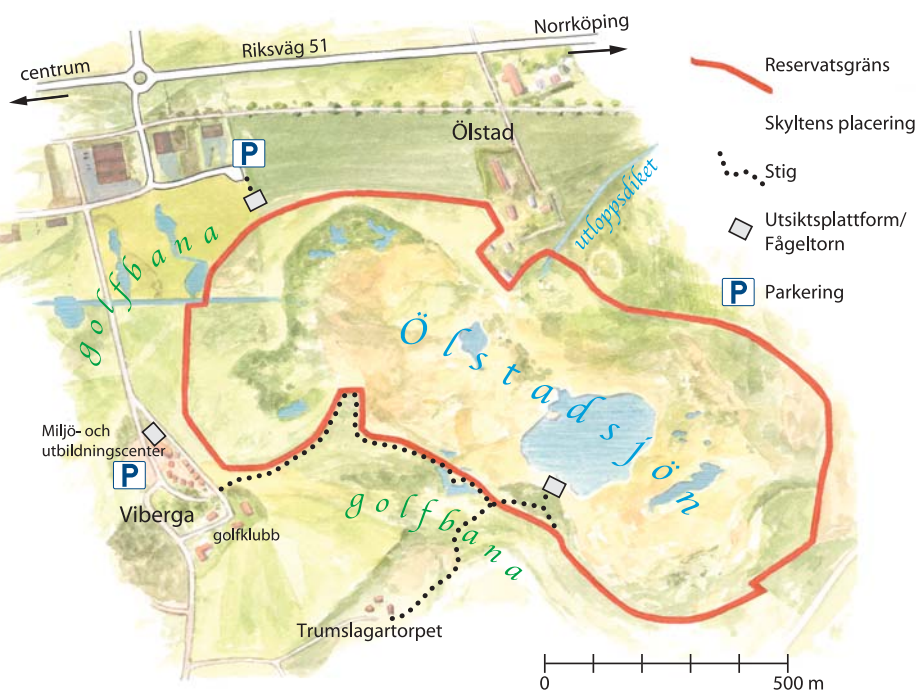 Norrköping
Riksväg 51
centrum
Reservatsgräns
Skyltens placering
Ölstad
P
Stig
utloppsdiket
Utsiktsplattform/
Fågeltorn
golfbana
P Parkering
Ölstadsjön
Miljö- och
utbildningscenter
P
Viberga
golfklubb
golfbana
Trumslagartorpet
0
500 m